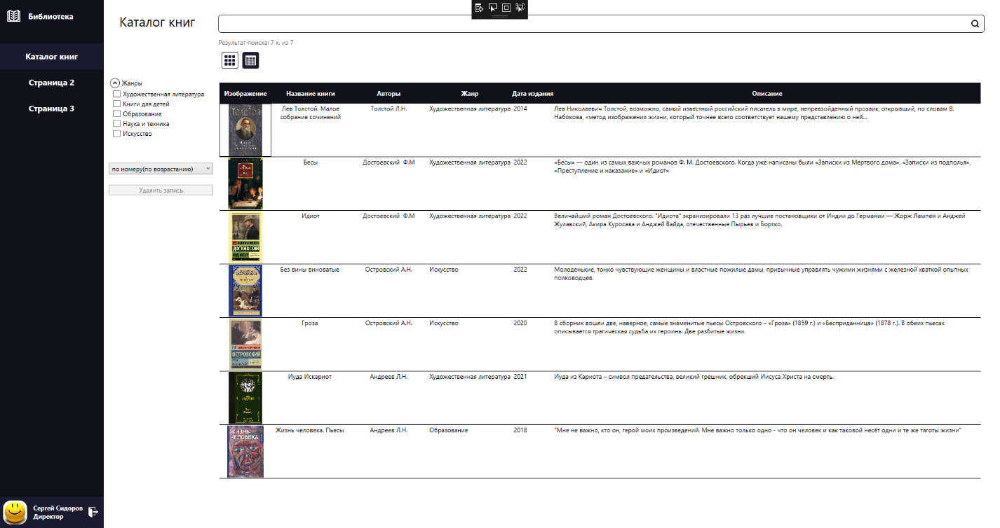 Библиотека
Каталог книг
Страница 2
Страница 3
Сергей Сидоров
Директор
Каталог книг
Результат поиска: 7 к. из 7
Жанры
Художественная литература
Книги для детей
Образование
Наука и техника
Искусство
по номеру(по возрастанию)
Удалить запись
Изображение Название книги Авторы Жанр Дата издания Описание
ТОЛСТОЙ
Лев Толстой. Малое
собрание сочинений
Толстой Л.Н.
Художественная литература
2014
Лев Николаевич Толстой, возможно, самый известный российский писатель в мире, непревзойденный прозаик, открывший, по словам В.
Набокова, «метод изображения жизни, который точнее всего соответствует нашему представлению о ней...
Бесы
Достоевский Ф.М
Художественная литература
2022
«Бесы» — один из самых важных романов Ф. М. Достоевского. Когда уже написаны были «Записки из Мертвого дома», «Записки из подполья»,
«Преступление и наказание» и «Идиот»
ДОСТОЕВСКИЙ
ИДИОТ
Идиот
Достоевский Ф.М
Художественная литература
2022
Величайший роман Достоевского. "Идиота" экранизировали 13 раз лучшие постановщики от Индии до Германии — Жорж Лампен и Анджей
Жулавский, Акира Куросава и Анджей Вайда, отечественные Пырьев и Бортко.
Без вины виноватые
Островский А.Н.
Искусство
2022
Молоденькие, тонко чувствующие женщины и властные пожилые дамы, привычные управлять чужими жизнями с железной хваткой опытных
полководцев.
ОСТРОВСКИЙ
Гроза
Островский А.Н.
Искусство
2020
В сборник вошли две, наверное, самые знаменитые пьесы Островского – «Гроза» (1859 г.) и «Бесприданница» (1878 г.). В обеих пьесах
описывается трагическая судьба их героинь. Две разбитые жизни.
Иуда Искариот
Андреев Л.Н.
Художественная литература
2021
Иуда из Кариота – символ предательства, великий грешник, обрекший Иисуса Христа на смерть.
ЖИЗНЬ
ЧЕЛОВЕКА
Жизнь человека. Пьесы
Андреев Л.Н.
Образование
2018
"Мне не важно, кто он, герой моих произведений. Мне важно только одно - что он человек и как таковой несёт одни и те же тяготы жизни"